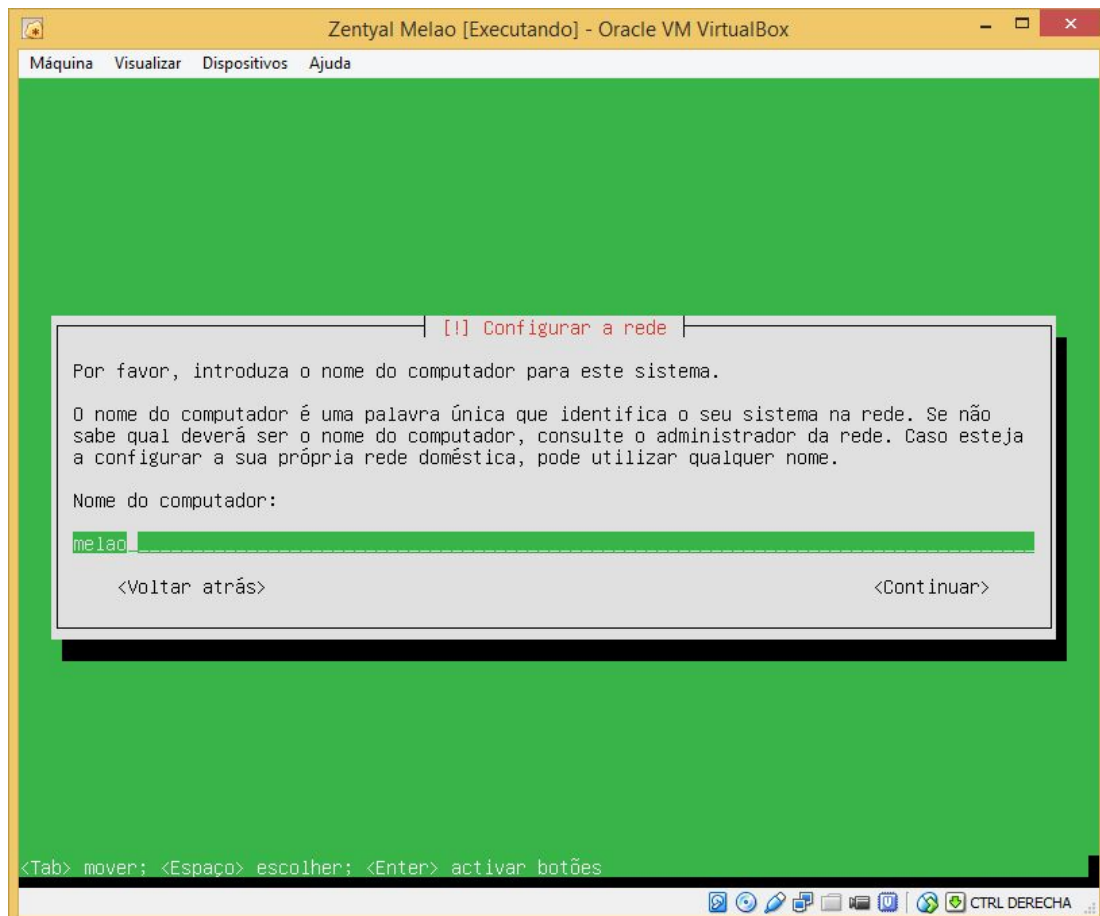 Zentyal Melao [Executando] - Oracle VM VirtualBox
Máquina Visualizar Dispositivos Ajuda
[!] Configurar a rede
Por favor, introduza o nome do computador para este sistema.
O nome do computador é uma palavra única que identifica o seu sistema na rede. Se não
sabe qual deverá ser o nome do computador, consulte o administrador da rede. Caso esteja
a configurar a sua própria rede doméstica, pode utilizar qualquer nome.
Nome do computador:
melao
<Voltar atrás> <Continuar>
<Tab> mover; <Espaço> escolher; <Enter> activar botões
CTRL DERECHA